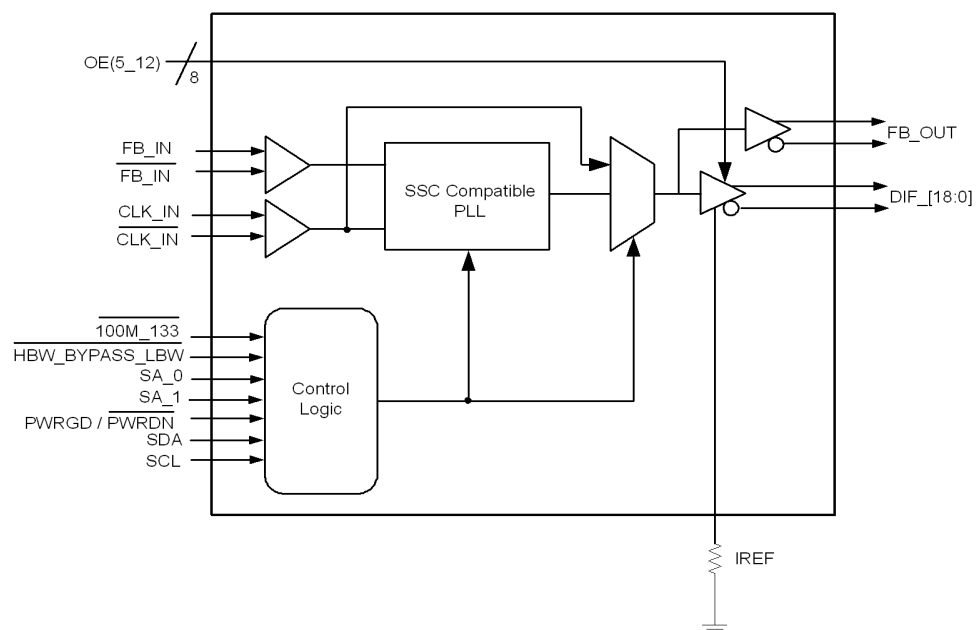 OE(5_12)
8
FB_IN
FB_IN
CLK_IN
CLK_IN
SSC Compatible
PLL
FB_OUT
DIF_[18:0]
100M_133
HBW_BYPASS_LBW
SA_0
SA_1
PWRGD / PWRDN
SDA
SCL
Control
Logic
IREF